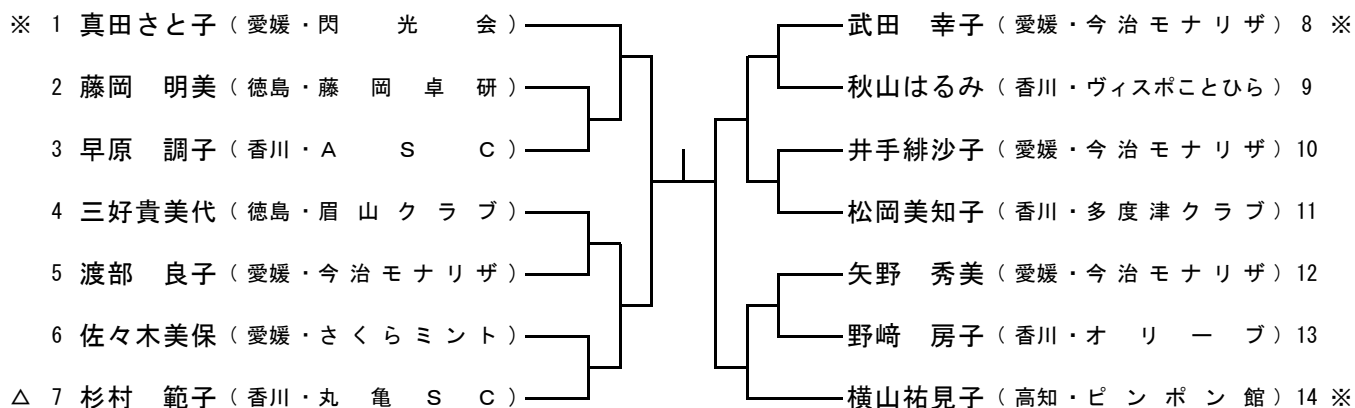 ※ 1 真田さと子 (愛媛・閃光会)
2 藤岡 明美 (徳島・藤岡卓研)
3 早原 調子 (香川・ASC)
4 三好貴美代 (徳島・眉山クラブ)
5 渡部 良子 (愛媛・今治モナリザ)
6 佐々木美保 (愛媛・さくらミント)
△ 7 杉村 範子 (香川・丸亀SC)
武田 幸子 (愛媛・今治モナリザ) 8 ※
秋山はるみ (香川・ヴィスポことひら) 9
井手緋沙子 (愛媛・今治モナリザ) 10
松岡美知子 (香川・多度津クラブ) 11
矢野 秀美 (愛媛・今治モナリザ) 12
野﨑 房子 (香川・オリーブ) 13
横山祐見子 (高知・ピンポン館) 14 ※